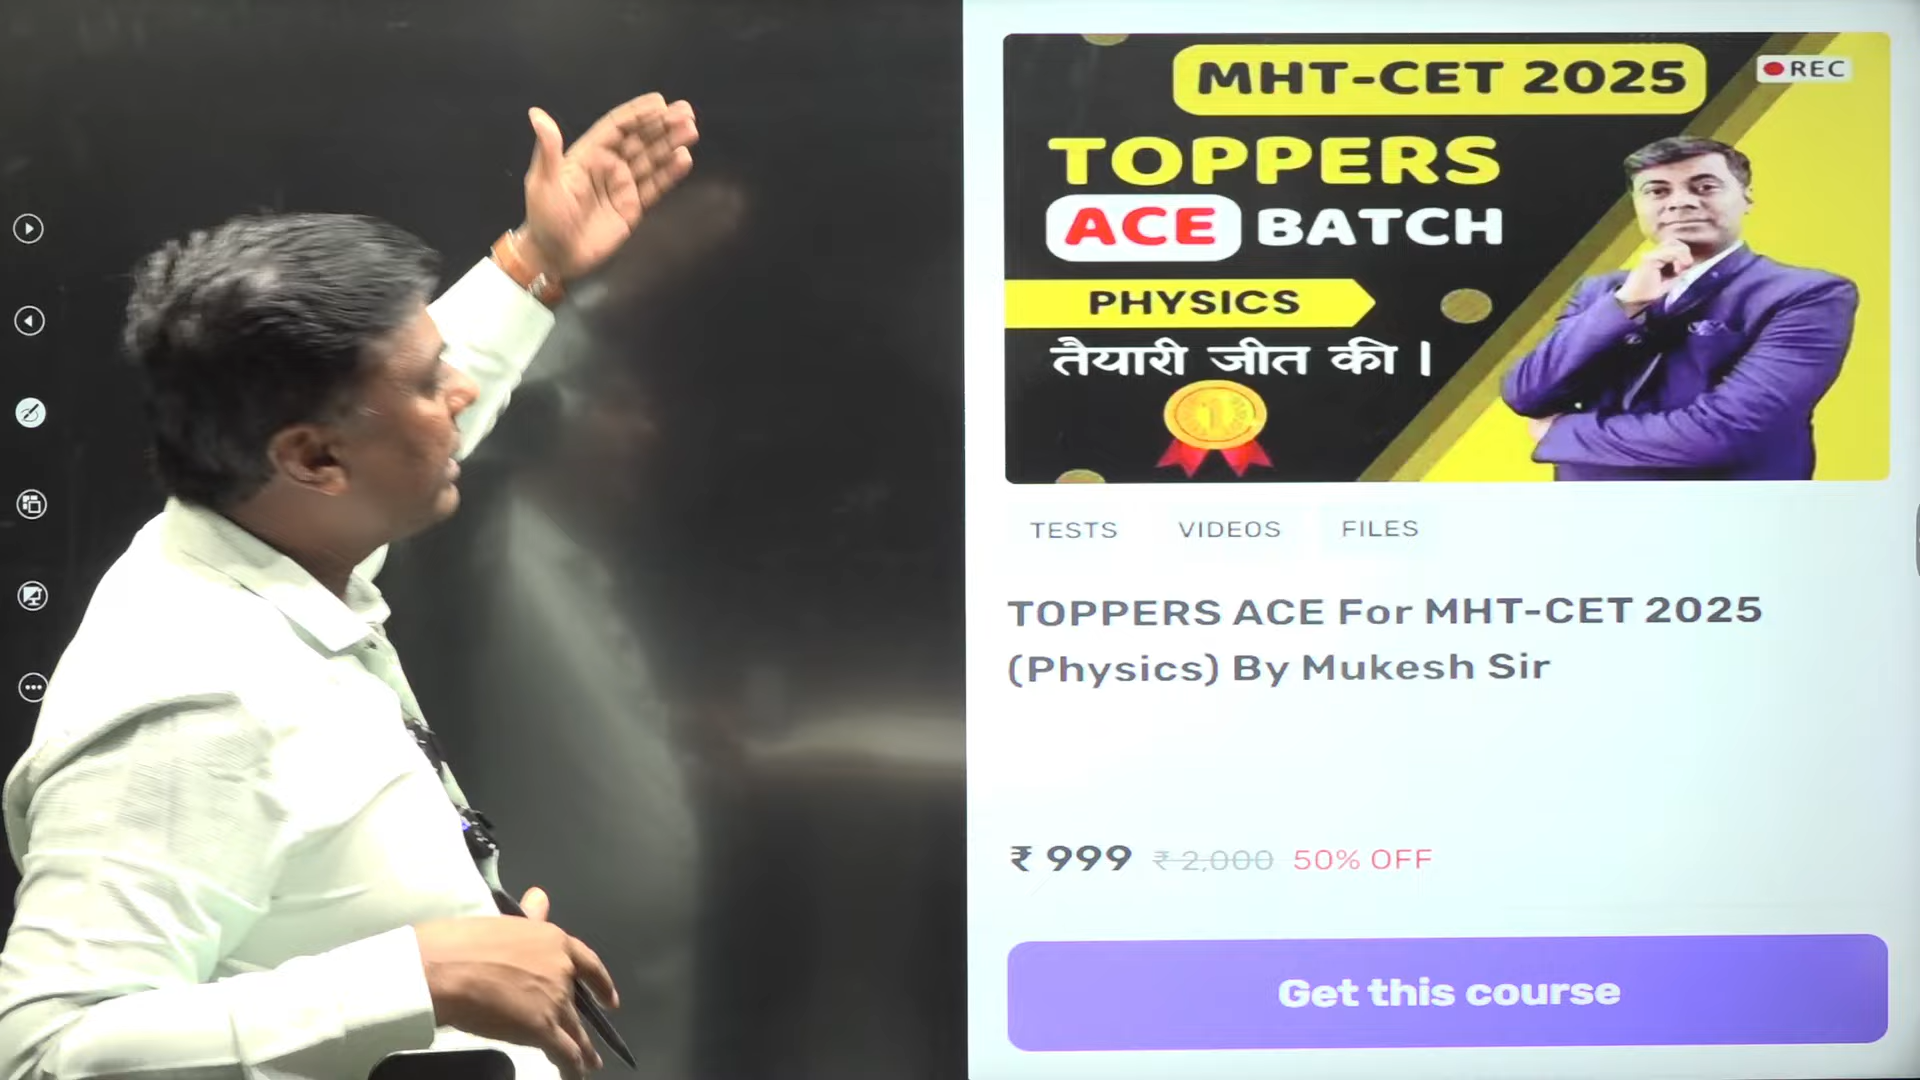 MHT-CET 2025
REC
TOPPERS
ACE BATCH
PHYSICS
तैयारी जीत की |
1
TESTS VIDEOS FILES
TOPPERS ACE For MHT-CET 2025
(Physics) By Mukesh Sir
₹ 999 ₹ 2,000 50% OFF
Get this course